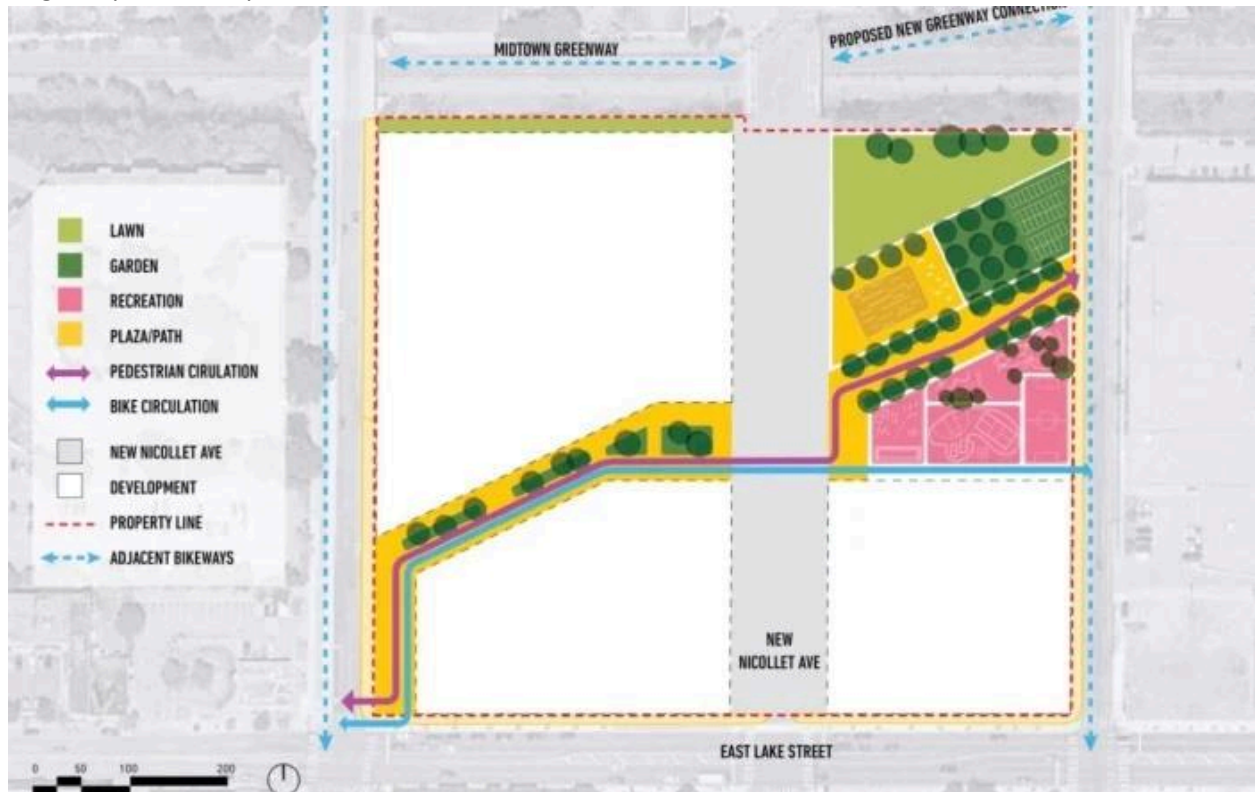 MIDTOWN GREENWAY
PROPOSED NEW GREENWAY CONNECTION
LAWN
GARDEN
RECREATION
PLAZA/PATH
PEDESTRIAN CIRULATION
BIKE CIRCULATION
NEW NICOLLET AVE
DEVELOPMENT
PROPERTY LINE
ADJACENT BIKEWAYS
NEW
NICOLLET AVE
EAST LAKE STREET
0 50 100 200